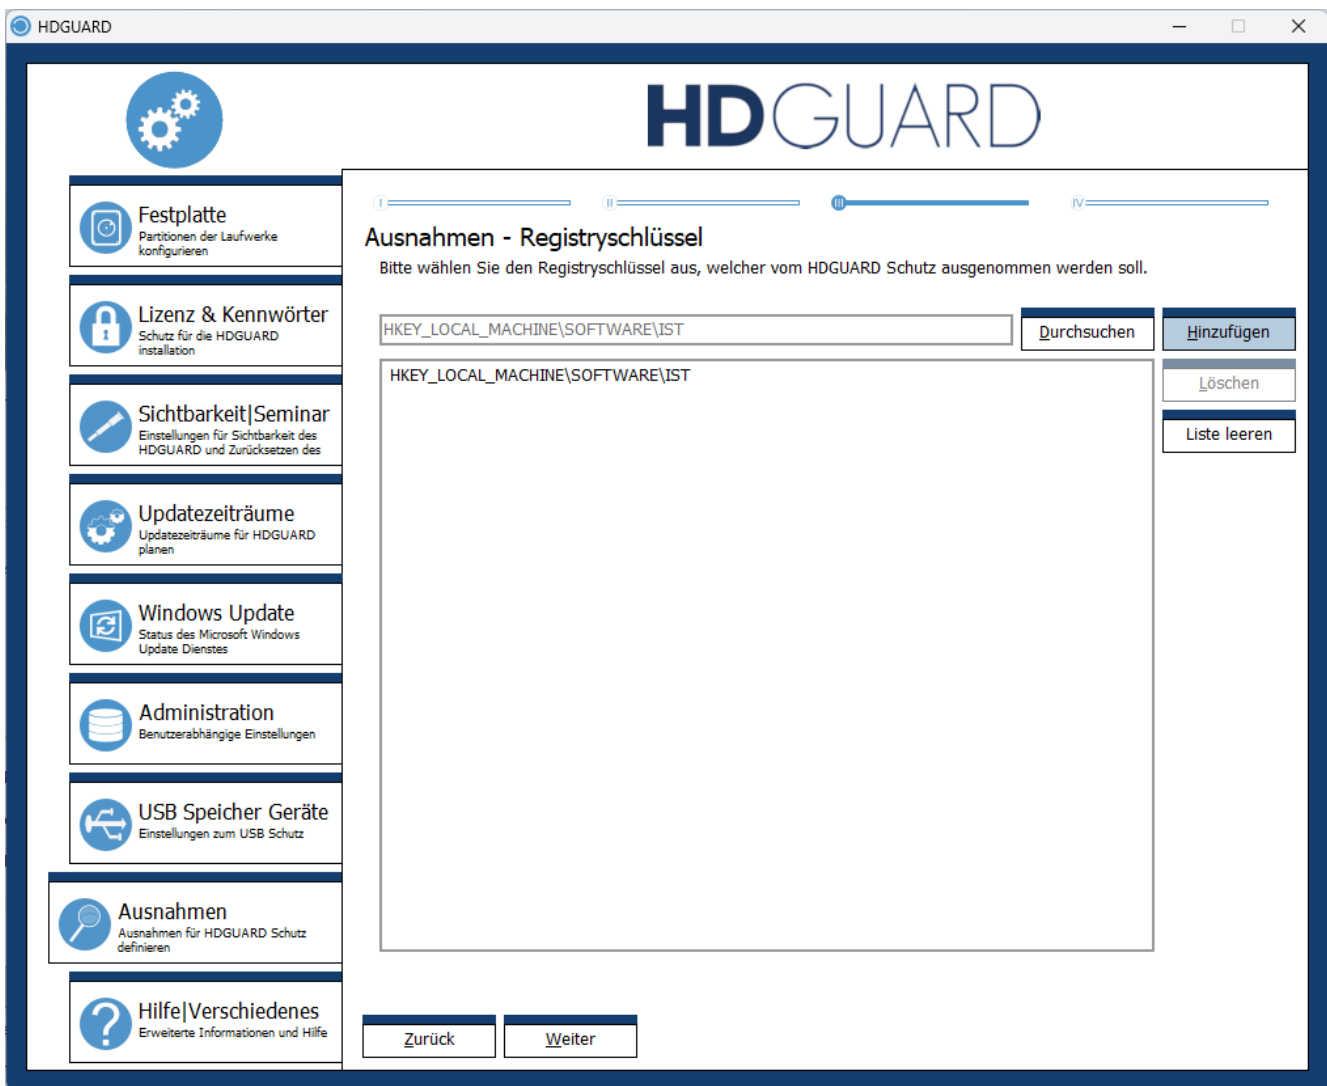 HDGUARD
HDGUARD
Festplatte
Partitionen der Laufwerke
konfigurieren
Lizenz & Kennwörter
Schutz für die HDGUARD
installation
Sichtbarkeit|Seminar
Einstellungen für Sichtbarkeit des
HDGUARD und Zurücksetzen des
Updatezeiträume
Updatezeiträume für HDGUARD
planen
Windows Update
Status des Microsoft Windows
Update Dienstes
Administration
Benutzerabhängige Einstellungen
USB Speicher Geräte
Einstellungen zum USB Schutz
Ausnahmen
Ausnahmen für HDGUARD Schutz
definieren
Hilfe|Verschiedenes
Erweiterte Informationen und Hilfe
I II III IV
Ausnahmen - Registryschlüssel
Bitte wählen Sie den Registryschlüssel aus, welcher vom HDGUARD Schutz ausgenommen werden soll.
HKEY_LOCAL_MACHINE\SOFTWARE\IST
Durchsuchen
Hinzufügen
HKEY_LOCAL_MACHINE\SOFTWARE\IST
Löschen
Liste leeren
Zurück
Weiter